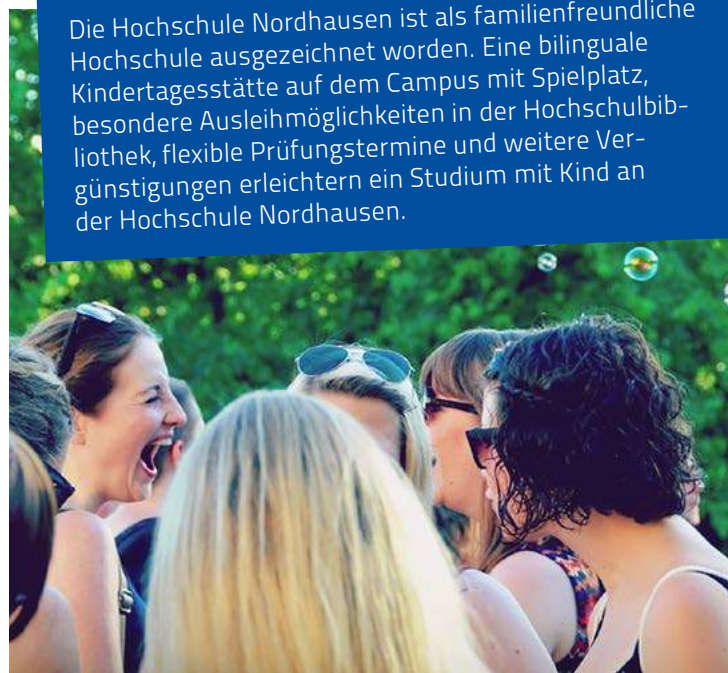 Die Hochschule Nordhausen ist als familienfreundliche
Hochschule ausgezeichnet worden. Eine bilinguale
Kindertagesstätte auf dem Campus mit Spielplatz,
besondere Ausleihmöglichkeiten in der Hochschulbib-
liothek, flexible Prüfungstermine und weitere Ver-
günstigungen erleichtern ein Studium mit Kind an
der Hochschule Nordhausen.